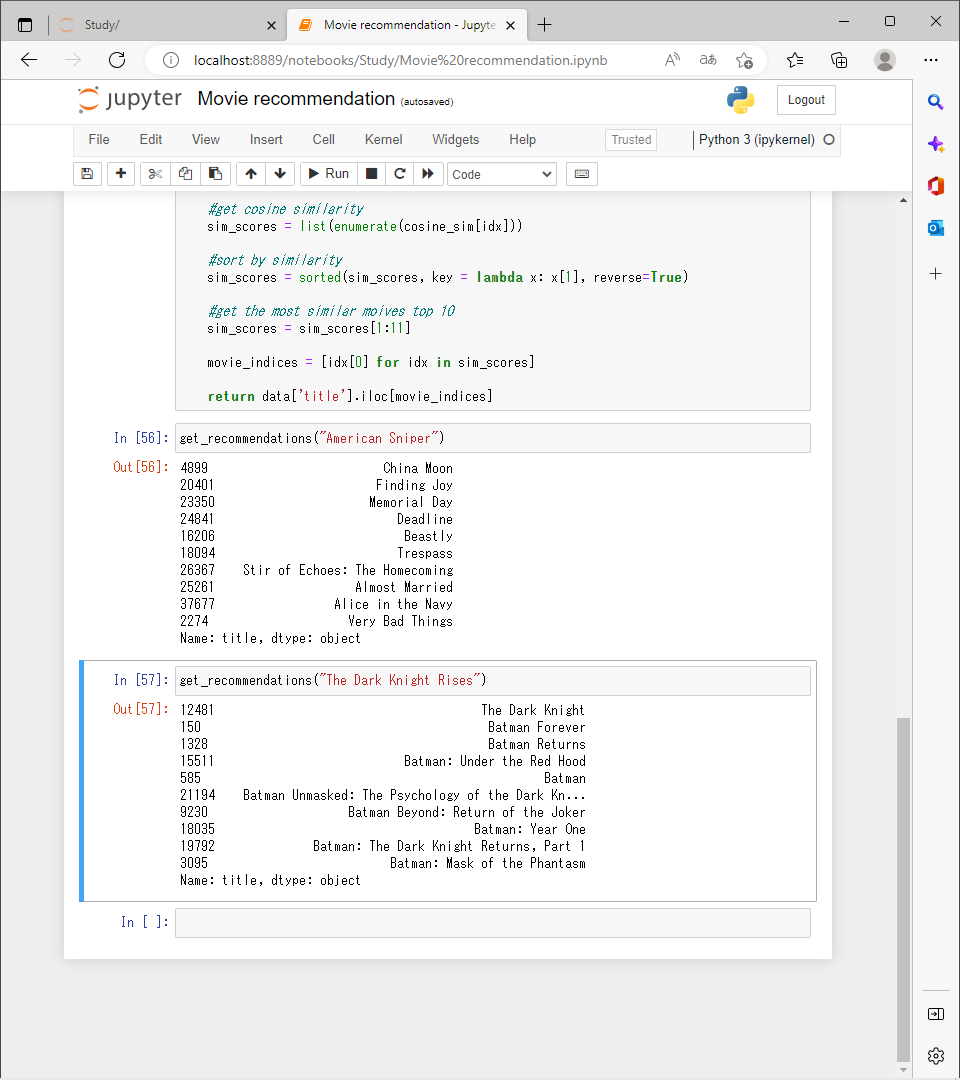 Study/
Movie recommendation - Jupyte
localhost:8889/notebooks/Study/Movie%20recommendation.ipynb
jupyter Movie recommendation (autosaved)
Logout
File Edit View Insert Cell Kernel Widgets Help
Trusted
Python 3 (ipykernel)
Run
Code
#get cosine similarity
sim_scores = list(enumerate(cosine_sim[idx]))
#sort by similarity
sim_scores = sorted(sim_scores, key = lambda x: x[1], reverse=True)
#get the most similar moives top 10
sim_scores = sim_scores[1:11]
movie_indices = [idx[0] for idx in sim_scores]
return data['title'].iloc[movie_indices]
In [56]: get_recommendations("American Sniper")
Out[56]: 4899 China Moon
20401 Finding Joy
23350 Memorial Day
24841 Deadline
16206 Beastly
18094 Trespass
26367 Stir of Echoes: The Homecoming
25261 Almost Married
37677 Alice in the Navy
2274 Very Bad Things
Name: title, dtype: object
In [57]: get_recommendations("The Dark Knight Rises")
Out[57]: 12481 The Dark Knight
150 Batman Forever
1328 Batman Returns
15511 Batman: Under the Red Hood
585 Batman
21194 Batman Unmasked: The Psychology of the Dark Kn...
9230 Batman Beyond: Return of the Joker
18035 Batman: Year One
19792 Batman: The Dark Knight Returns, Part 1
3095 Batman: Mask of the Phantasm
Name: title, dtype: object
In [ ]: